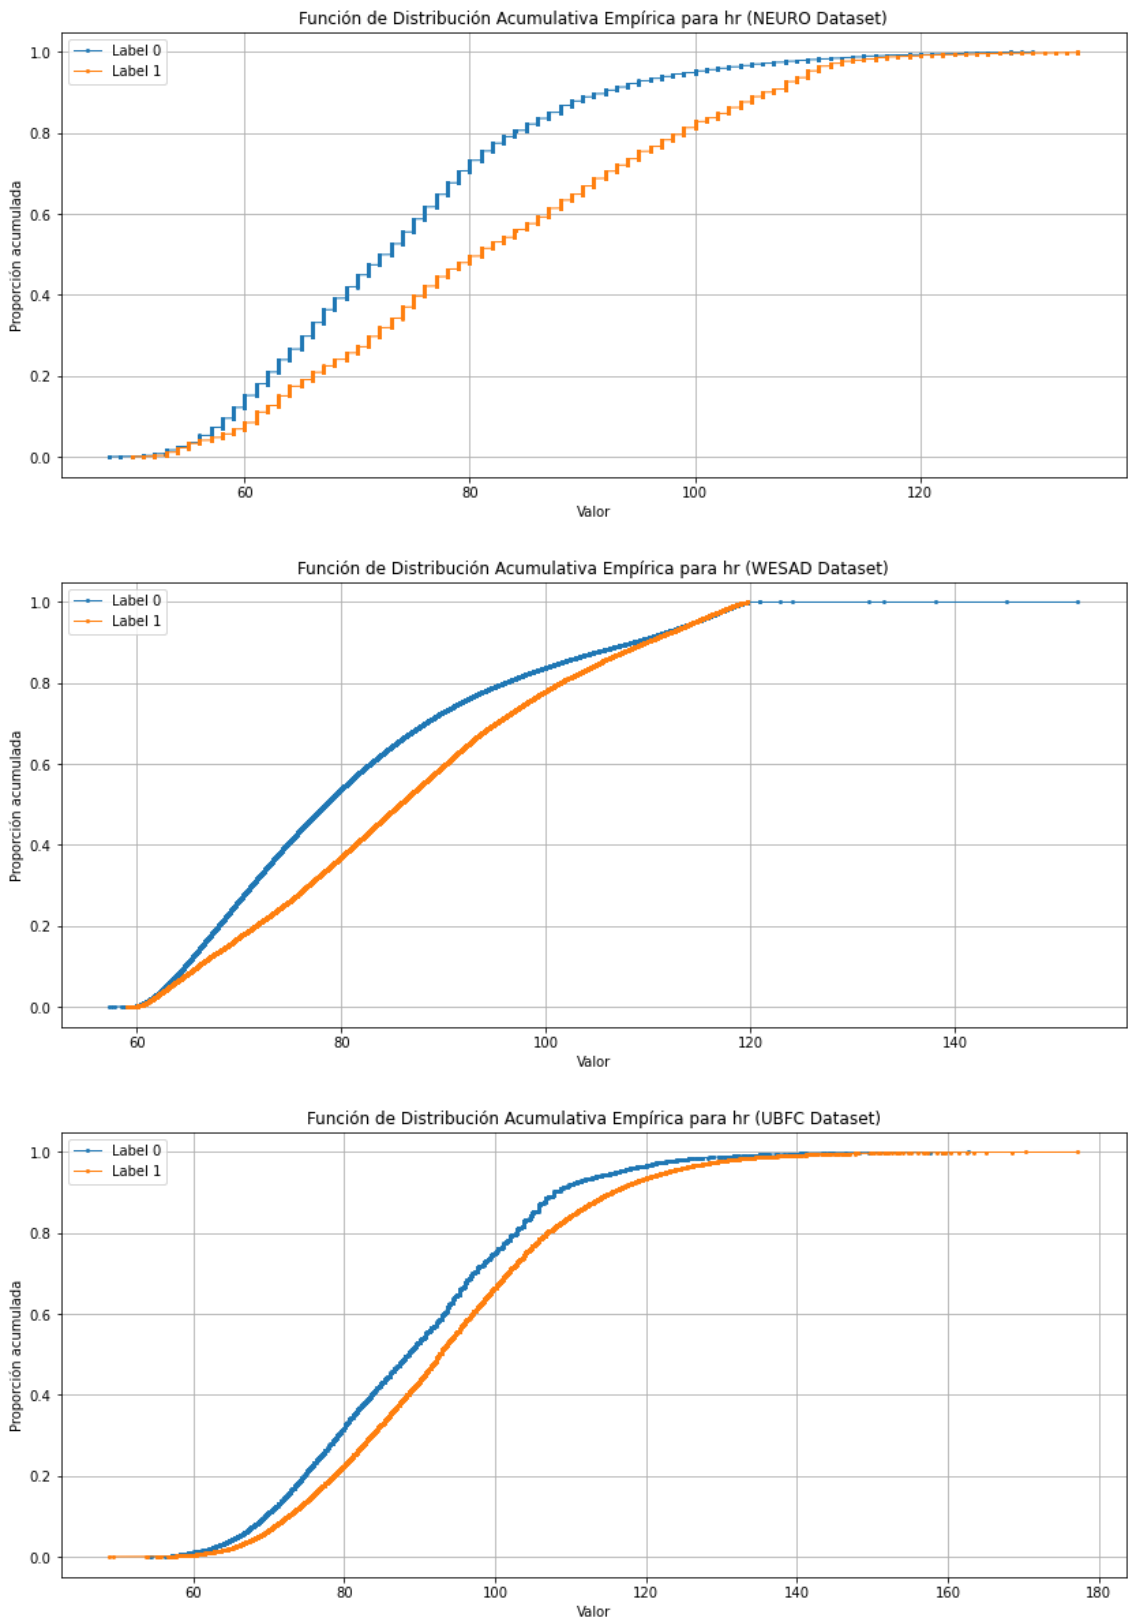 Función de Distribución Acumulativa Empírica para hr (NEURO Dataset)
Label 0
Label 1
1.0
0.8
0.6
0.4
0.2
0.0
Proporción acumulada
60 80 100 120
Valor
Función de Distribución Acumulativa Empírica para hr (WESAD Dataset)
Label 0
Label 1
1.0
0.8
0.6
0.4
0.2
0.0
Proporción acumulada
60 80 100 120 140
Valor
Función de Distribución Acumulativa Empírica para hr (UBFC Dataset)
Label 0
Label 1
1.0
0.8
0.6
0.4
0.2
0.0
Proporción acumulada
60 80 100 120 140 160 180
Valor